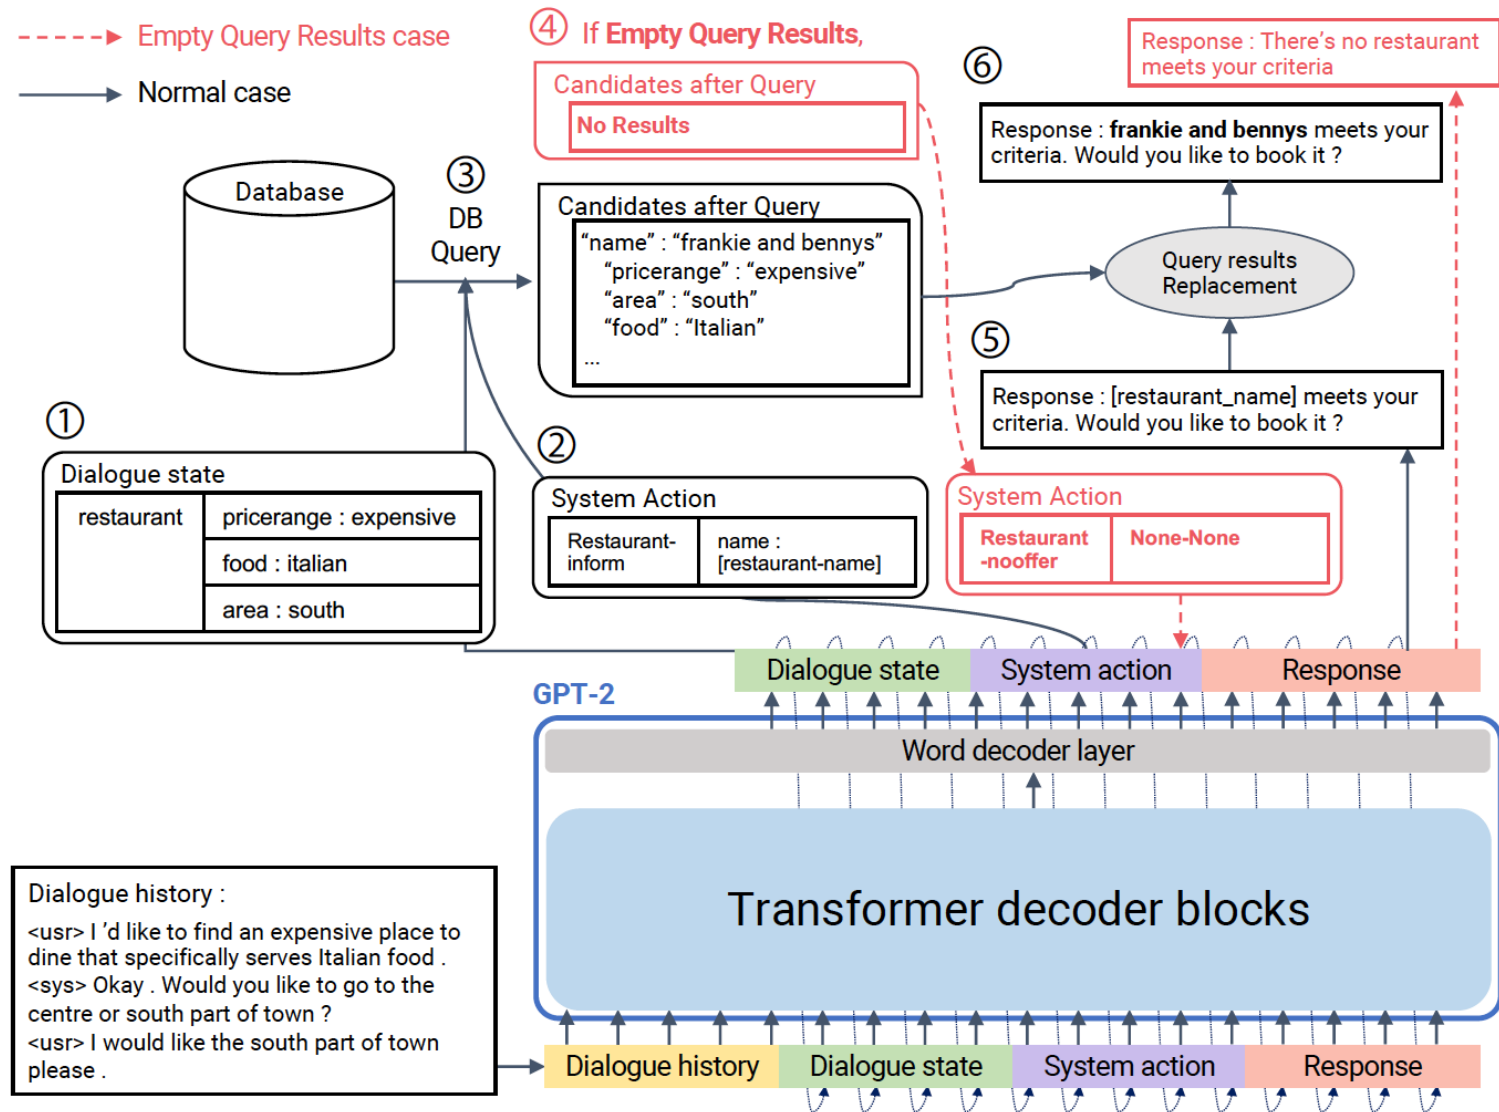 Empty Query Results case
Normal case
④ If Empty Query Results,
Candidates after Query
No Results
⑥
Response : There’s no restaurant
meets your criteria
Response : frankie and bennys meets your
criteria. Would you like to book it ?
Database
③
DB
Query
Candidates after Query
“name” : “frankie and bennys”
“pricerange” : “expensive”
“area” : “south”
“food” : “Italian”
...
Query results
Replacement
⑤
Response : [restaurant_name] meets your
criteria. Would you like to book it ?
①
Dialogue state
restaurant
pricerange : expensive
food : italian
area : south
②
System Action
Restaurant-
inform
name :
[restaurant-name]
System Action
Restaurant
-nooffer
None-None
Dialogue state
System action
Response
GPT-2
Word decoder layer
Transformer decoder blocks
Dialogue history :
<usr> I ’d like to find an expensive place to
dine that specifically serves Italian food .
<sys> Okay . Would you like to go to the
centre or south part of town ?
<usr> I would like the south part of town
please .
Dialogue history
Dialogue state
System action
Response